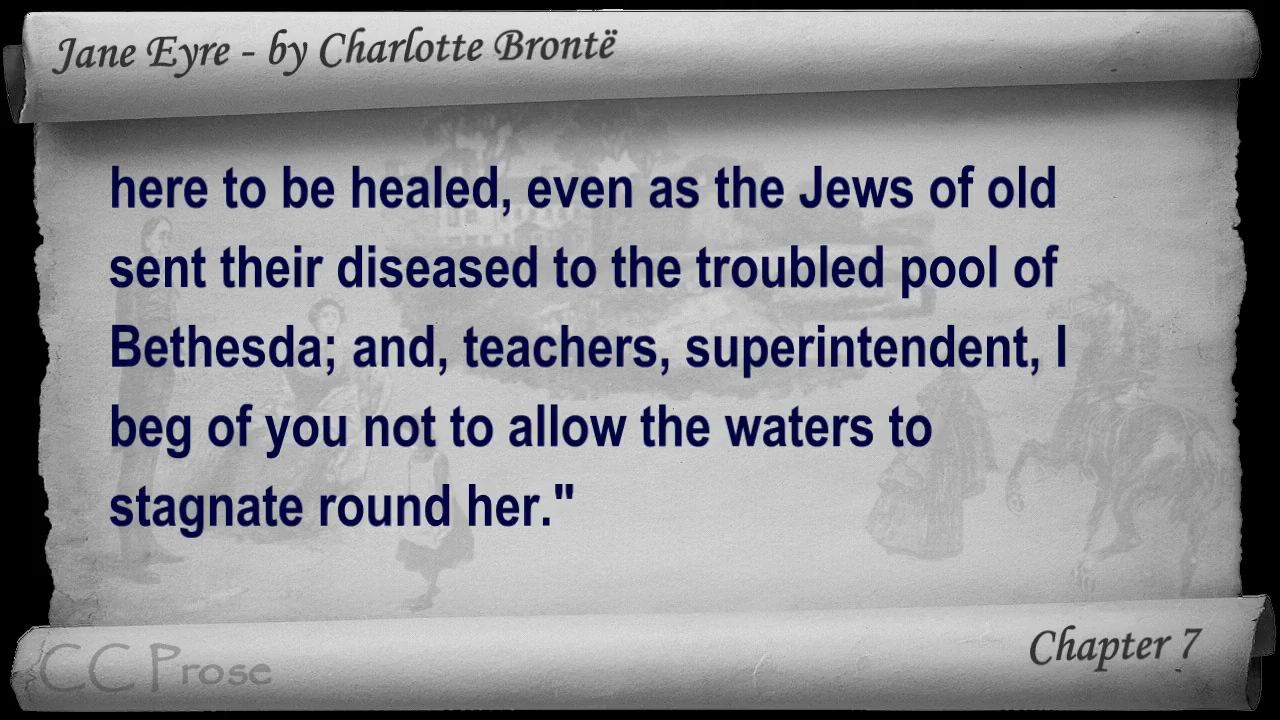 Jane Eyre - by Charlotte Brontë
here to be healed, even as the Jews of old
sent their diseased to the troubled pool of
Bethesda; and, teachers, superintendent, I
beg of you not to allow the waters to
stagnate round her."
Chapter 7
CC Prose